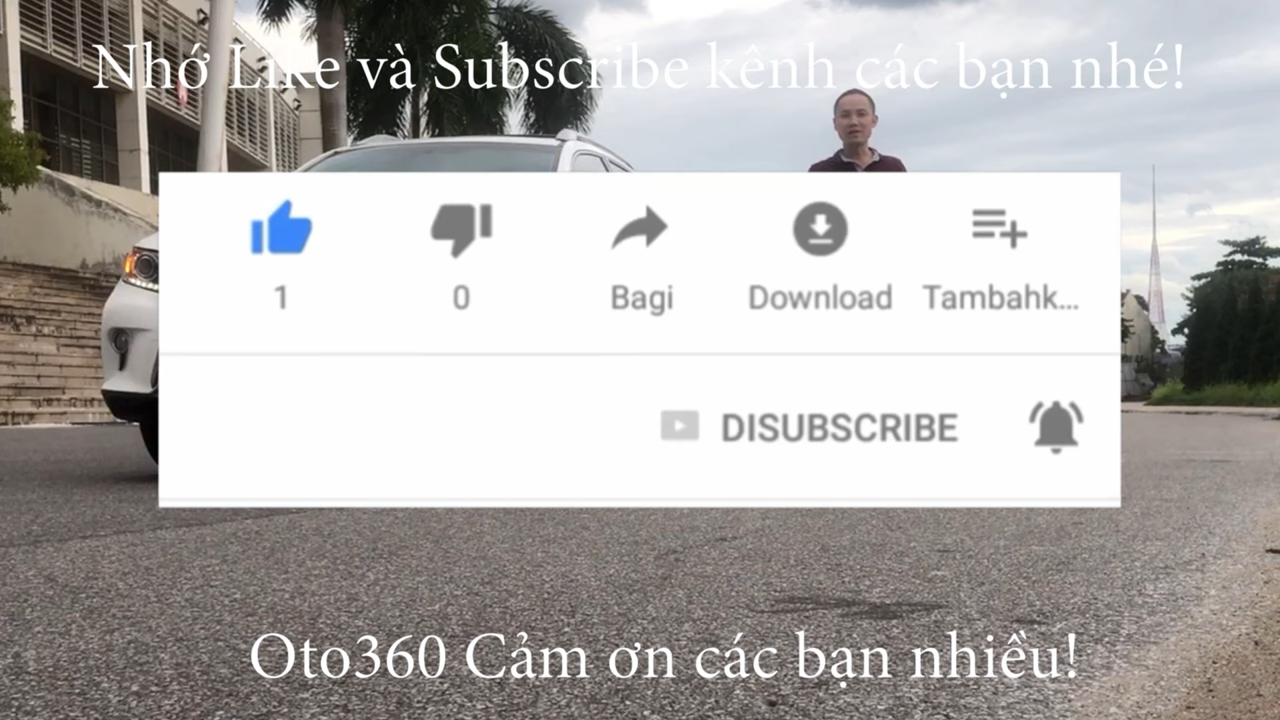 Nhớ Like và Subscribe kênh các bạn nhé!
1 0 Bagi Download Tambahk...
DISUBSCRIBE
Oto360 Cảm ơn các bạn nhiều!